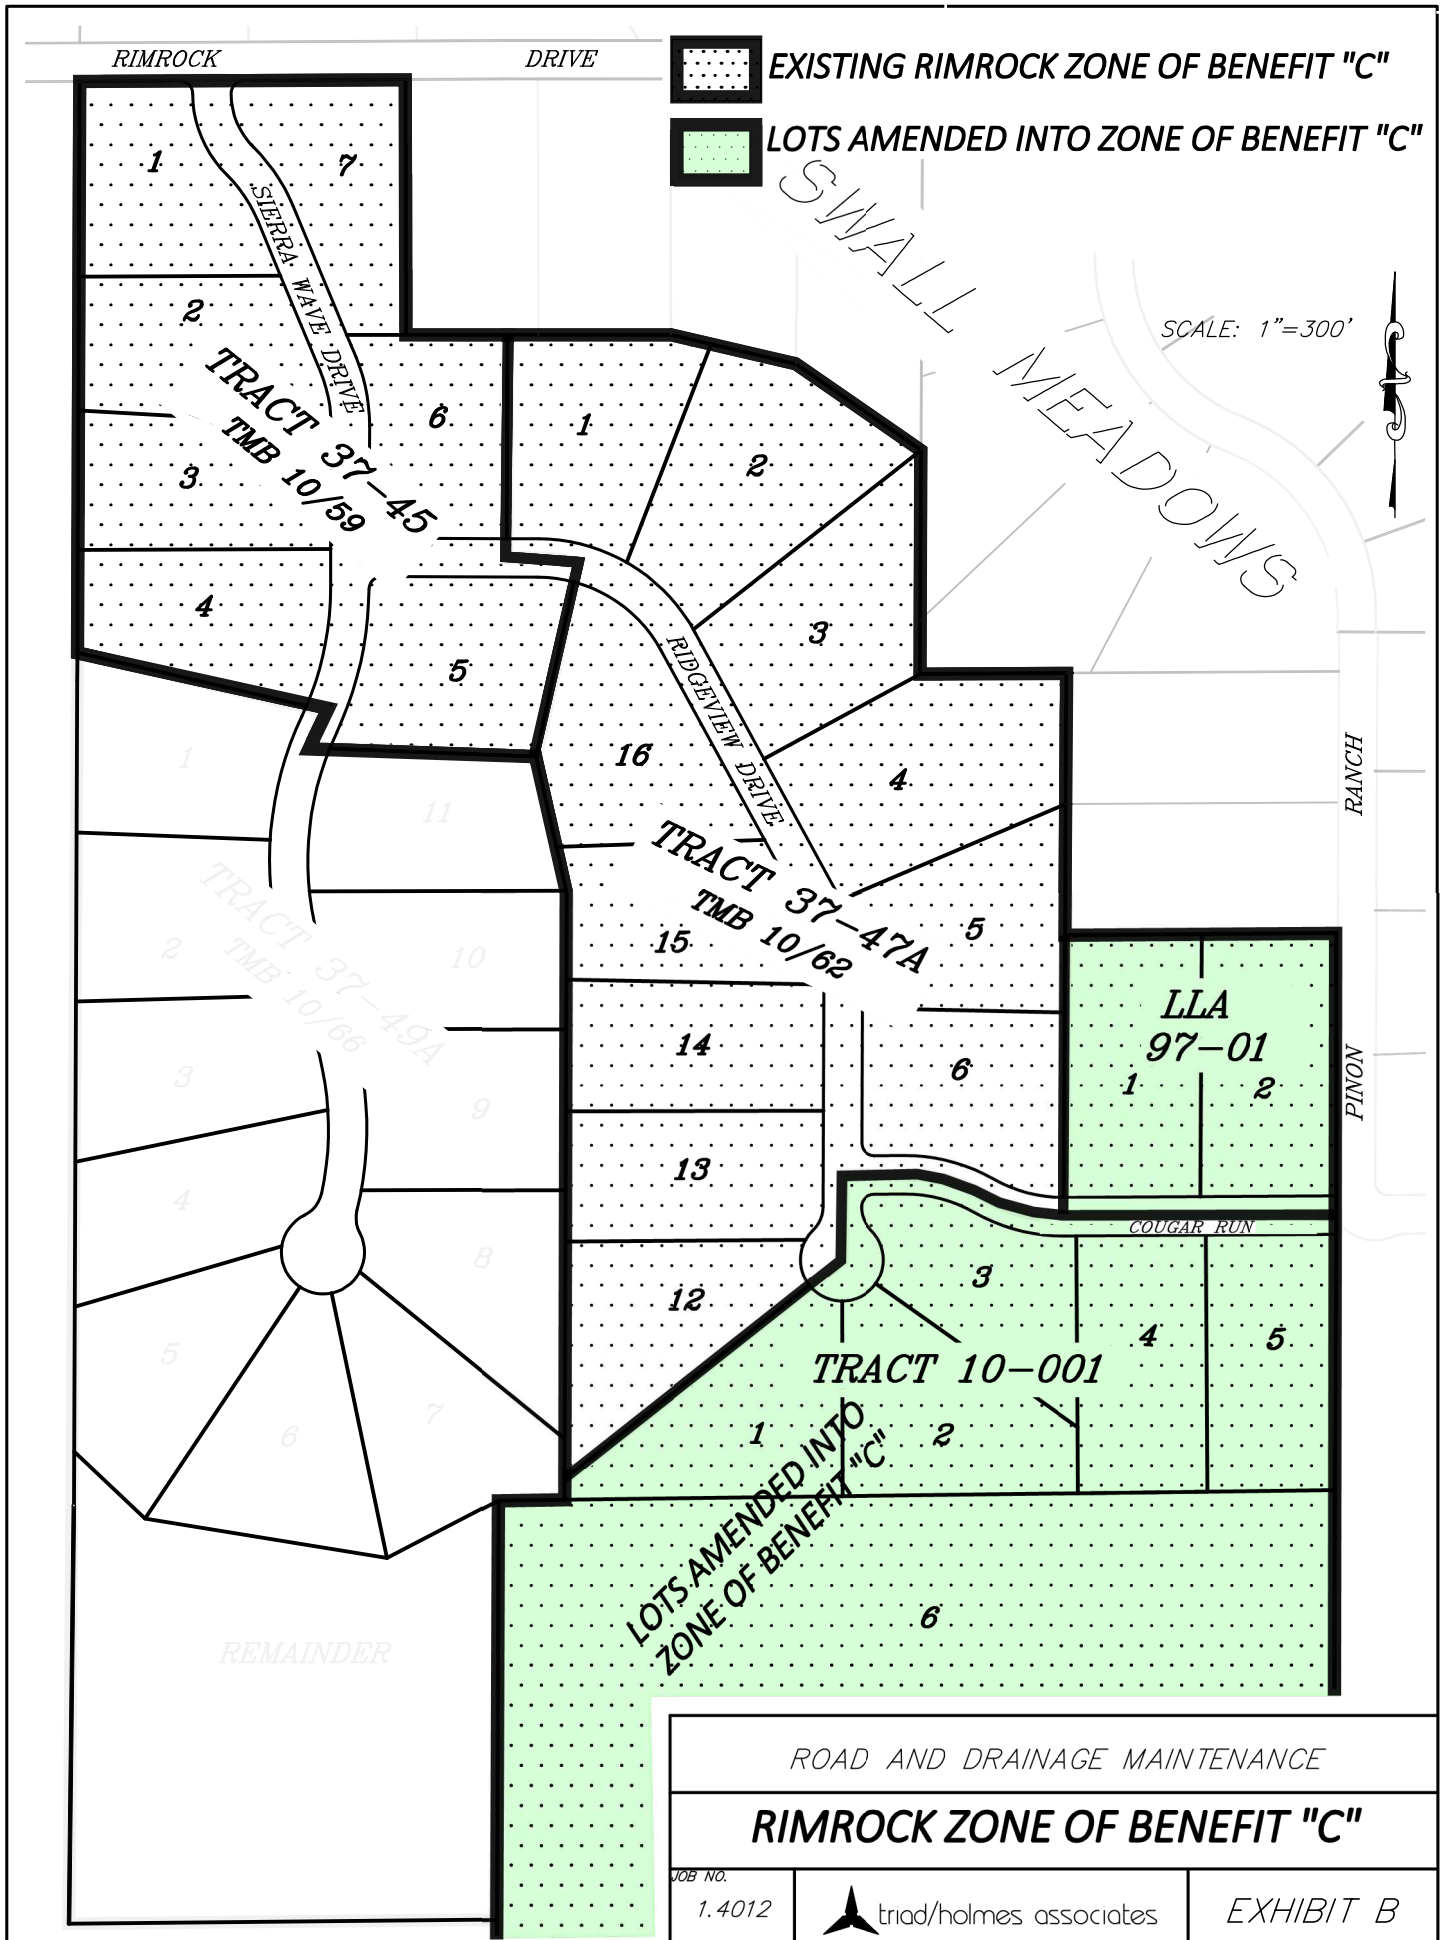 RIMROCK DRIVE
EXISTING RIMROCK ZONE OF BENEFIT "C"
LOTS AMENDED INTO ZONE OF BENEFIT "C"
SWALL MEADOWS
SCALE: 1"=300'
1
7
SIERRA WAVE DRIVE
2
TRACT 37-45
TMB 10/59
6
3
4
5
1
2
3
RIDGEVIEW DRIVE
16
4
TRACT 37-47A
TMB 10/62
15
5
14
6
13
12
RANCH
PINON
LLA
97-01
1
2
COUGAR RUN
3
4
5
TRACT 10-001
1
2
LOTS AMENDED INTO
ZONE OF BENEFIT "C"
6
1
11
TRACT 37-49A
TMB 10/66
2
10
3
9
4
8
5
6
7
REMAINDER
ROAD AND DRAINAGE MAINTENANCE
RIMROCK ZONE OF BENEFIT "C"
JOB NO.
1.4012
triad/holmes associates
EXHIBIT B